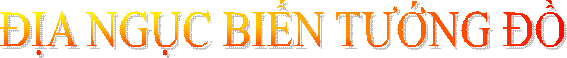 ĐỊA NGỤC BIẾN TƯỚNG ĐỒ